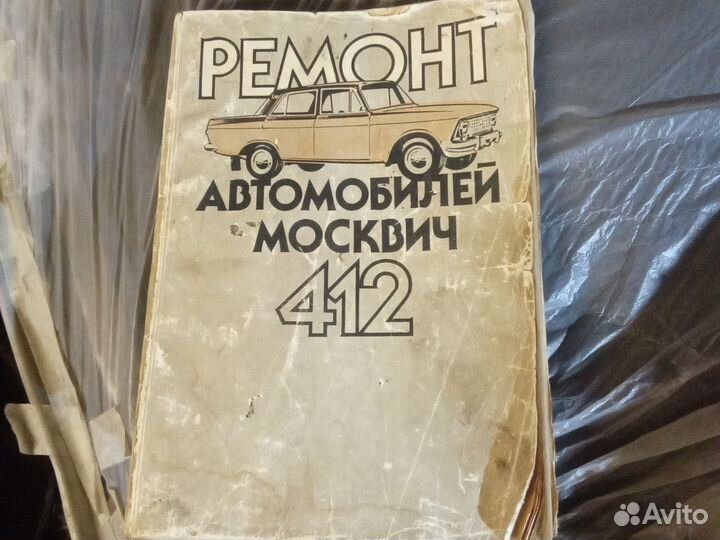 РЕМОНТ
АВТОМОБИЛЕЙ
МОСКВИЧ
412
Avito